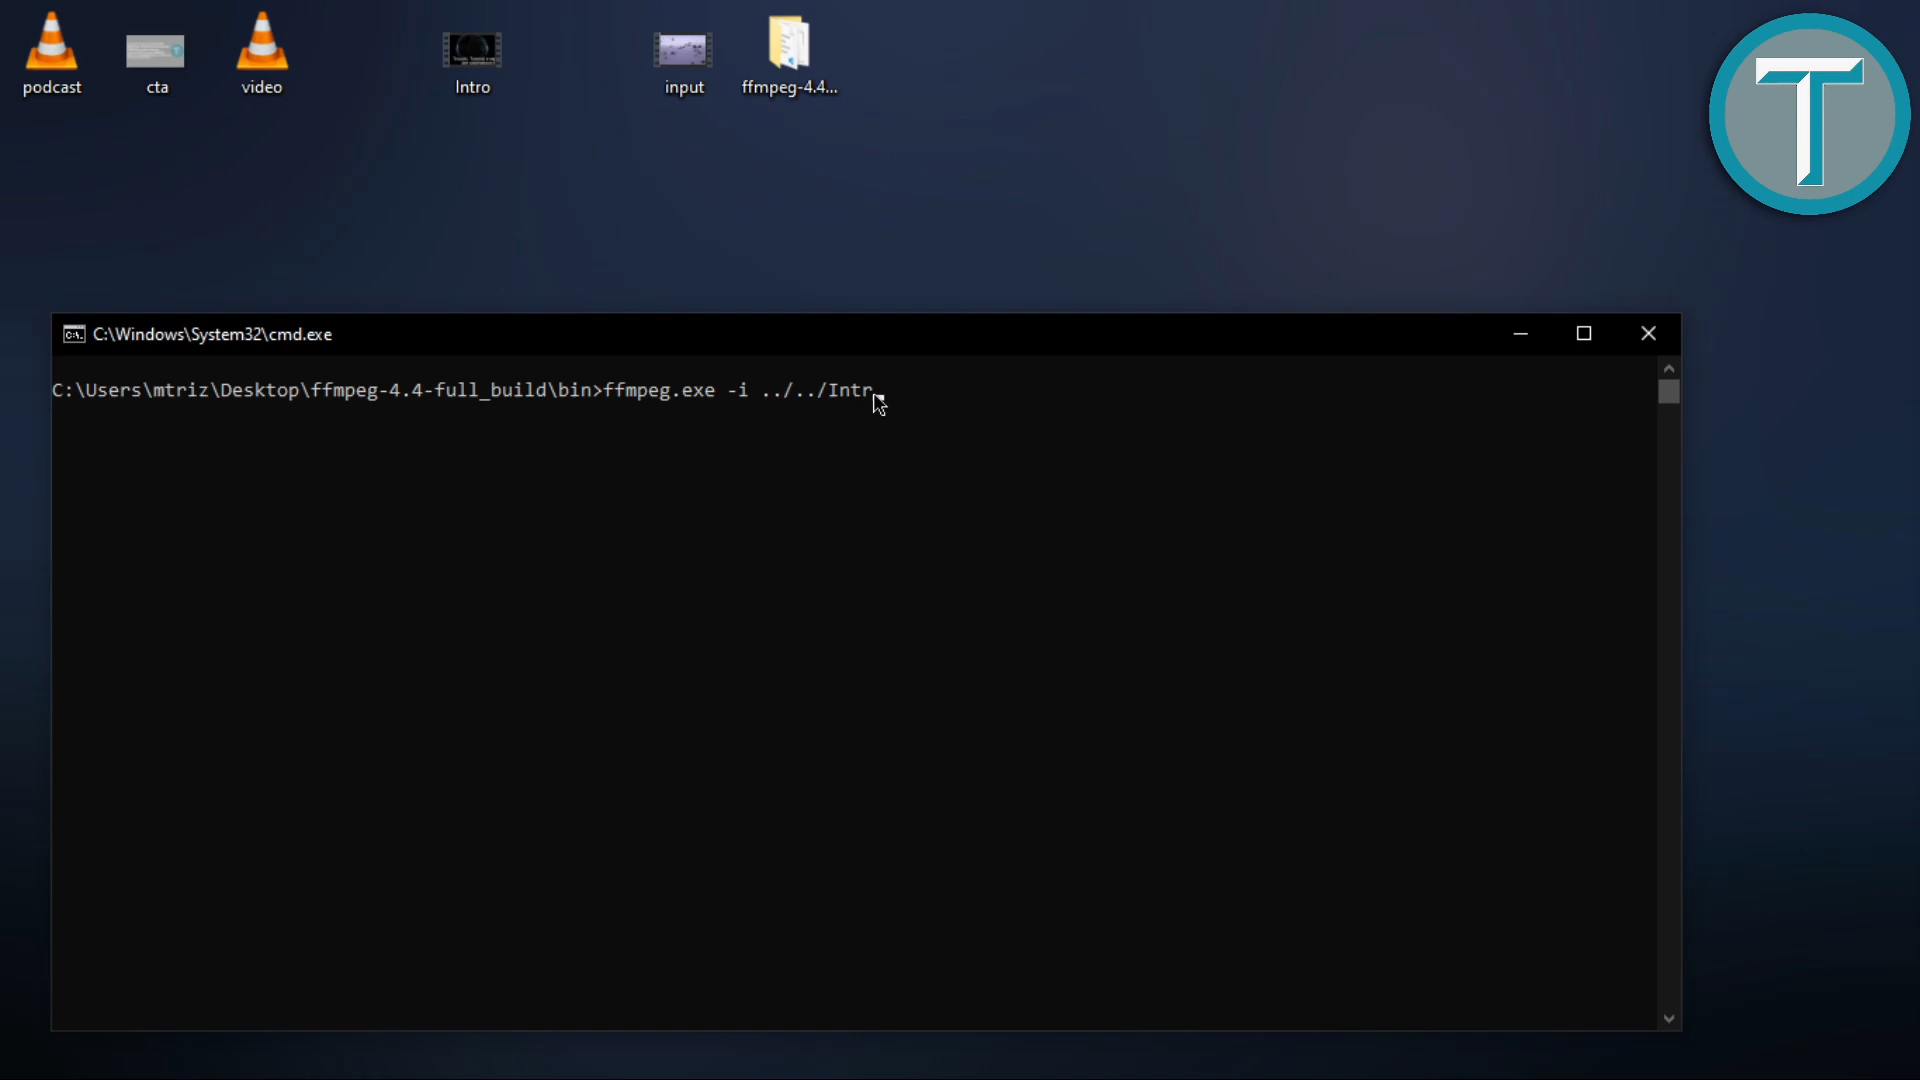 podcast
cta
video
Intro
input
ffmpeg-4.4...
T
C:\Windows\System32\cmd.exe
C:\Users\mtriz\Desktop\ffmpeg-4.4-full_build\bin>ffmpeg.exe -i ../../Intr